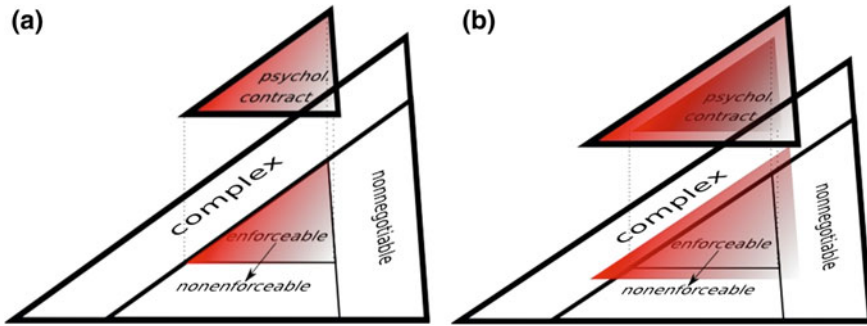 (a)
psychol.
contract
complex
enforceable
nonenforceable
nonnegotiable
(b)
psychol.
contract
complex
enforceable
nonenforceable
nonnegotiable